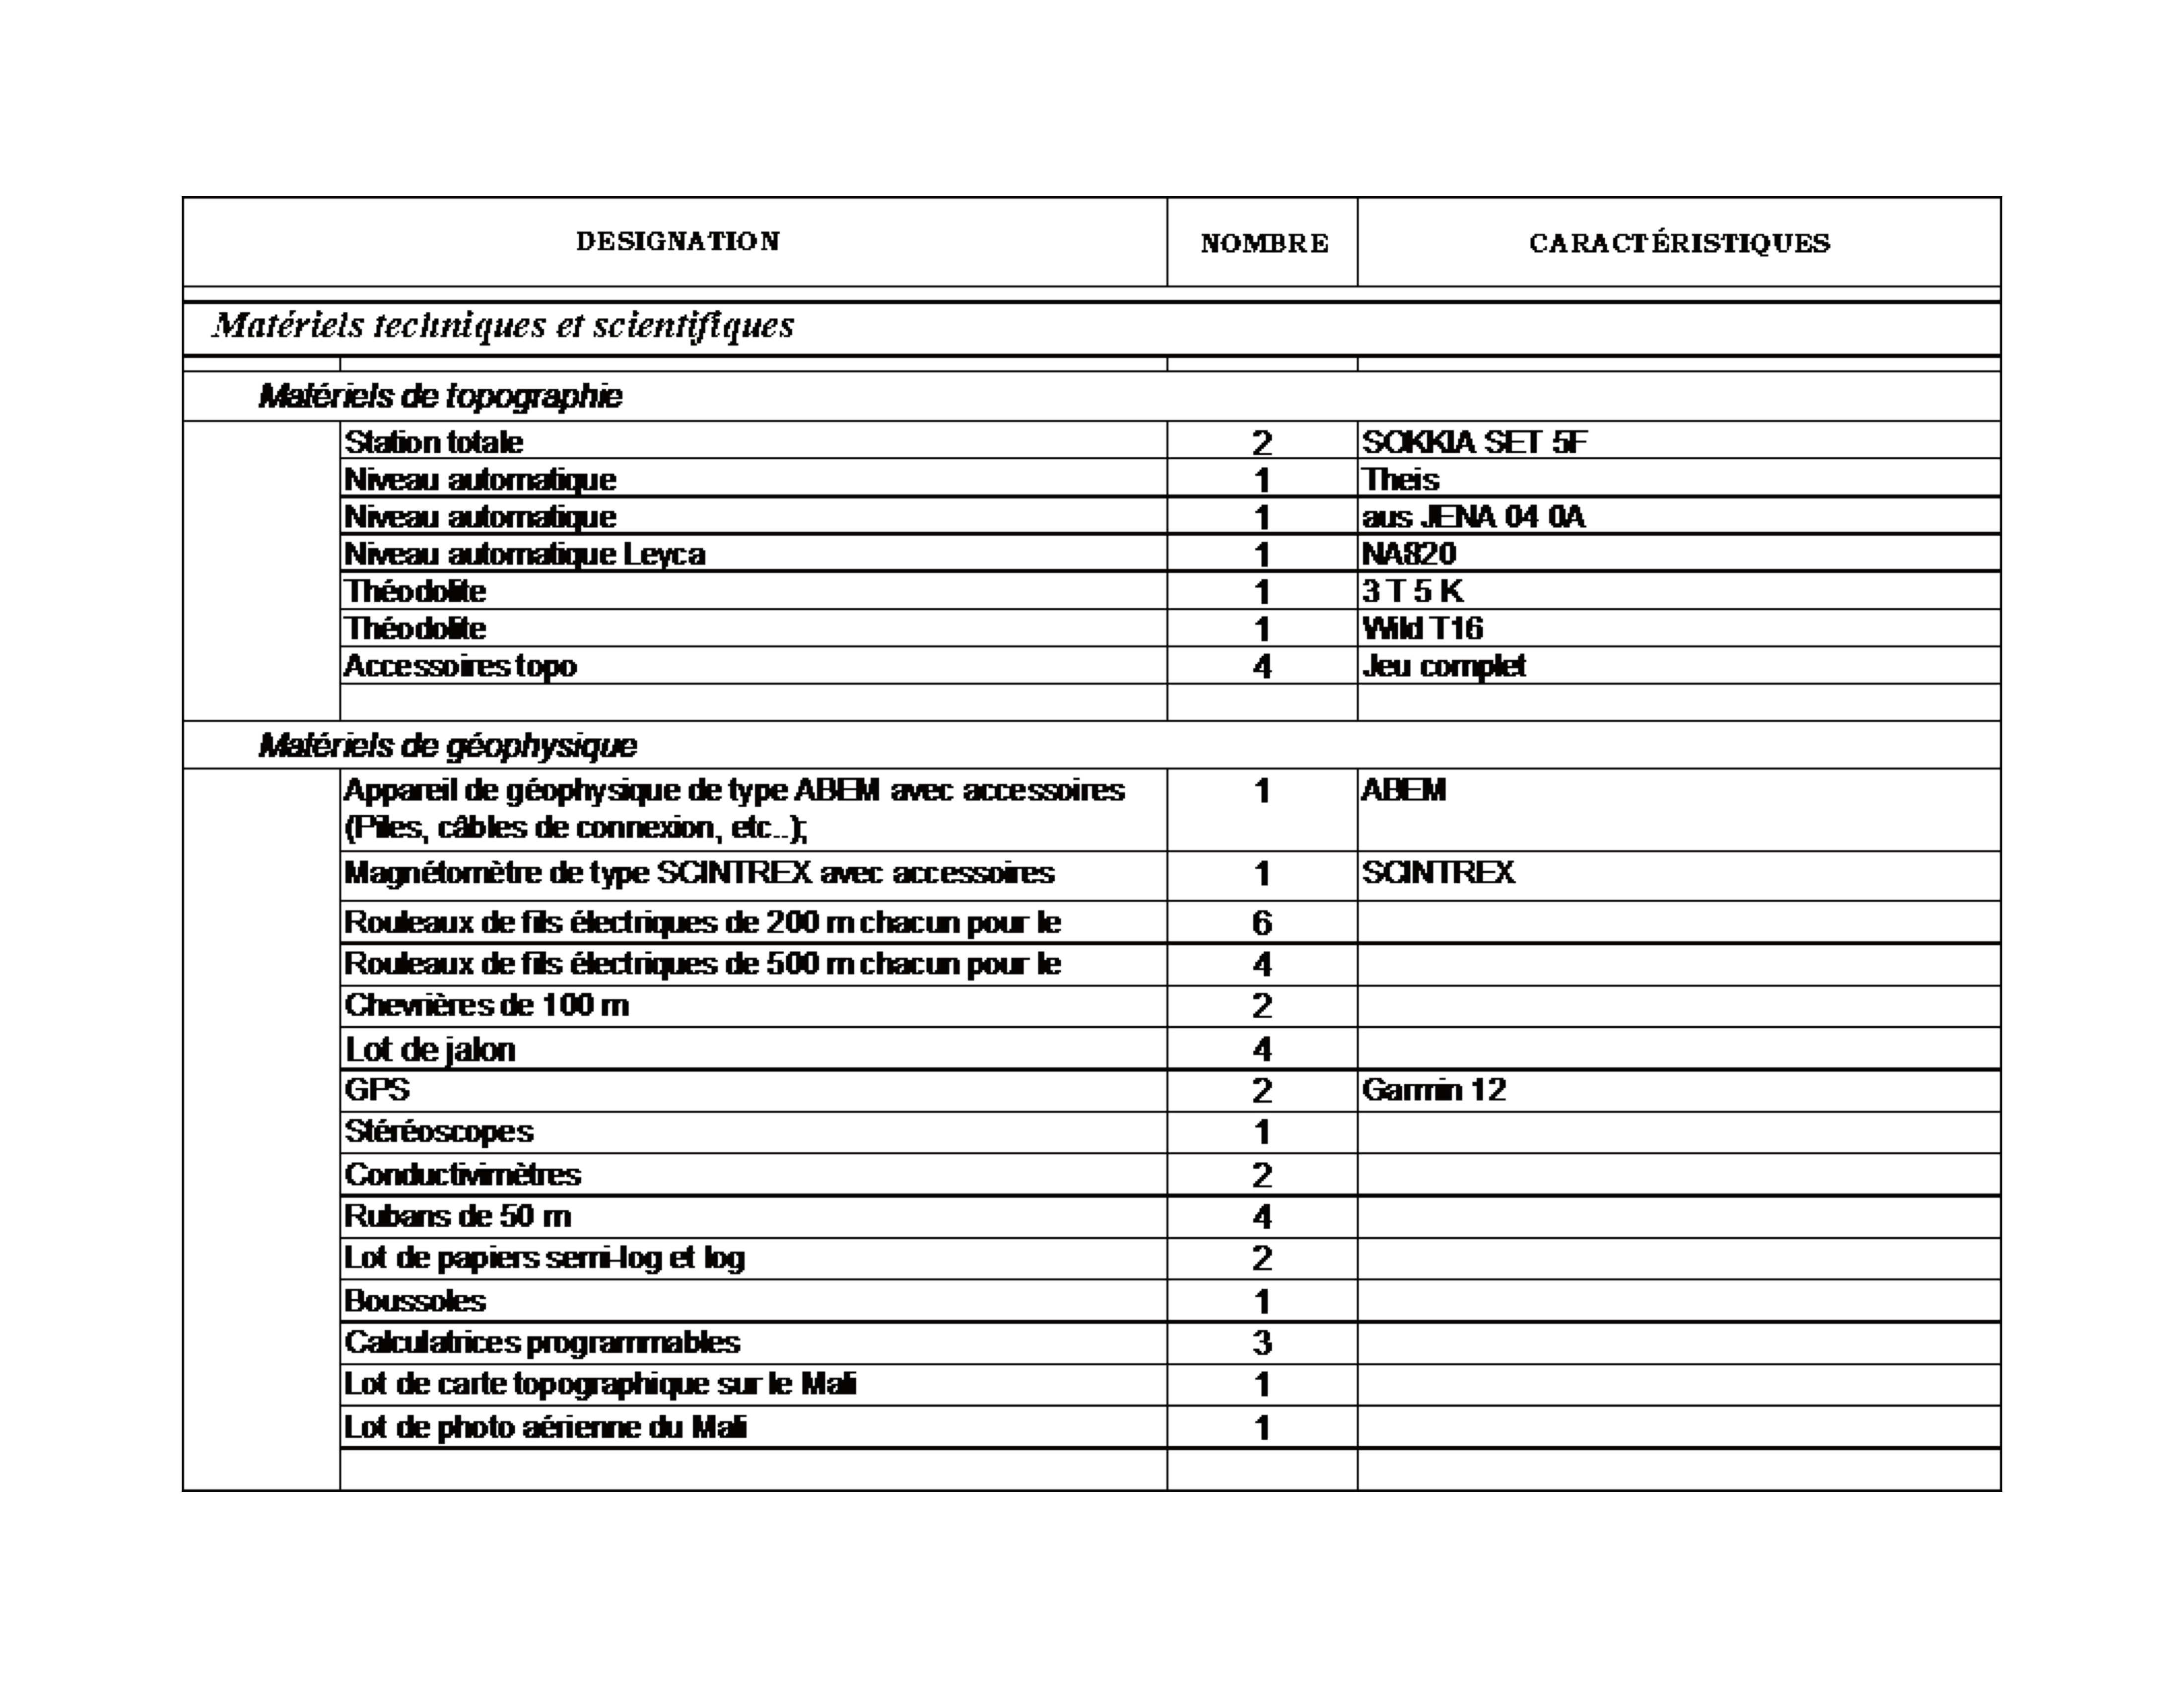 DESIGNATION NOMBRE CARACTÉRISTIQUES
Matériels techniques et scientifiques
Matériels de topographie
Station totale 2 SOKKIA SET 5F
Niveau automatique 1 Theis
Niveau automatique 1 aus JENA 04 0A
Niveau automatique Leyca 1 NA820
Théodolite 1 3 T 5 K
Théodolite 1 Wild T16
Accessoires topo 4 Jeu complet
Matériels de géophysique
Appareil de géophysique de type ABEM avec accessoires 1 ABEM
(Piles, câbles de connexion, etc..);
Magnétomètre de type SCINTREX avec accessoires 1 SCINTREX
Rouleaux de fils électriques de 200 m chacun pour le 6
Rouleaux de fils électriques de 500 m chacun pour le 4
Chevrières de 100 m 2
Lot de jalon 4
GPS 2 Garmin 12
Stéréoscopes 1
Conductivimètres 2
Rubans de 50 m 4
Lot de papiers semi-log et log 2
Boussoles 1
Calculatrices programmables 3
Lot de carte topographique sur le Mali 1
Lot de photo aérienne du Mali 1